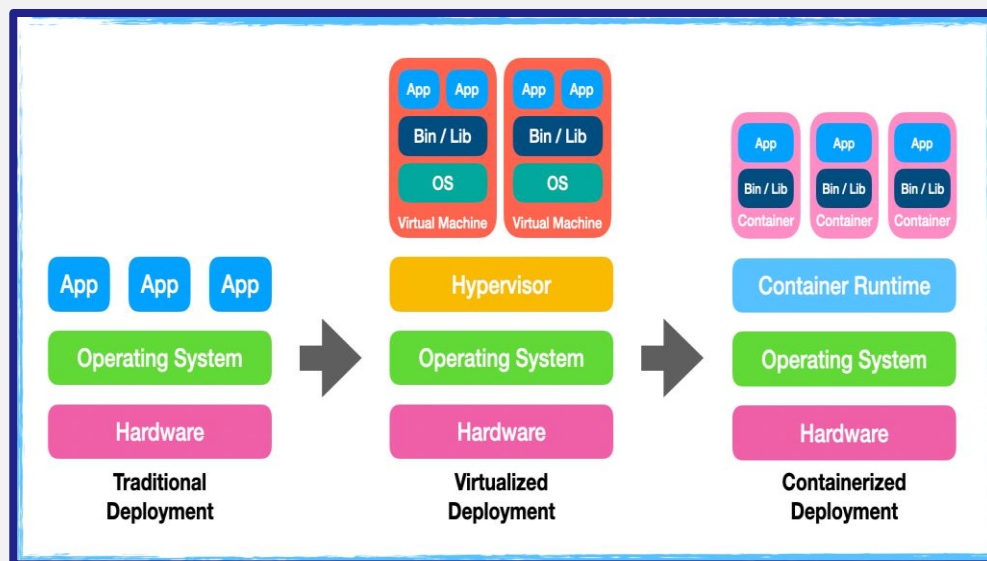 App App App
Operating System
Hardware
Traditional
Deployment
App App App App
Bin / Lib Bin / Lib
OS OS
Virtual Machine Virtual Machine
Hypervisor
Operating System
Hardware
Virtualized
Deployment
App App App
Bin / Lib Bin / Lib Bin / Lib
Container Container Container
Container Runtime
Operating System
Hardware
Containerized
Deployment